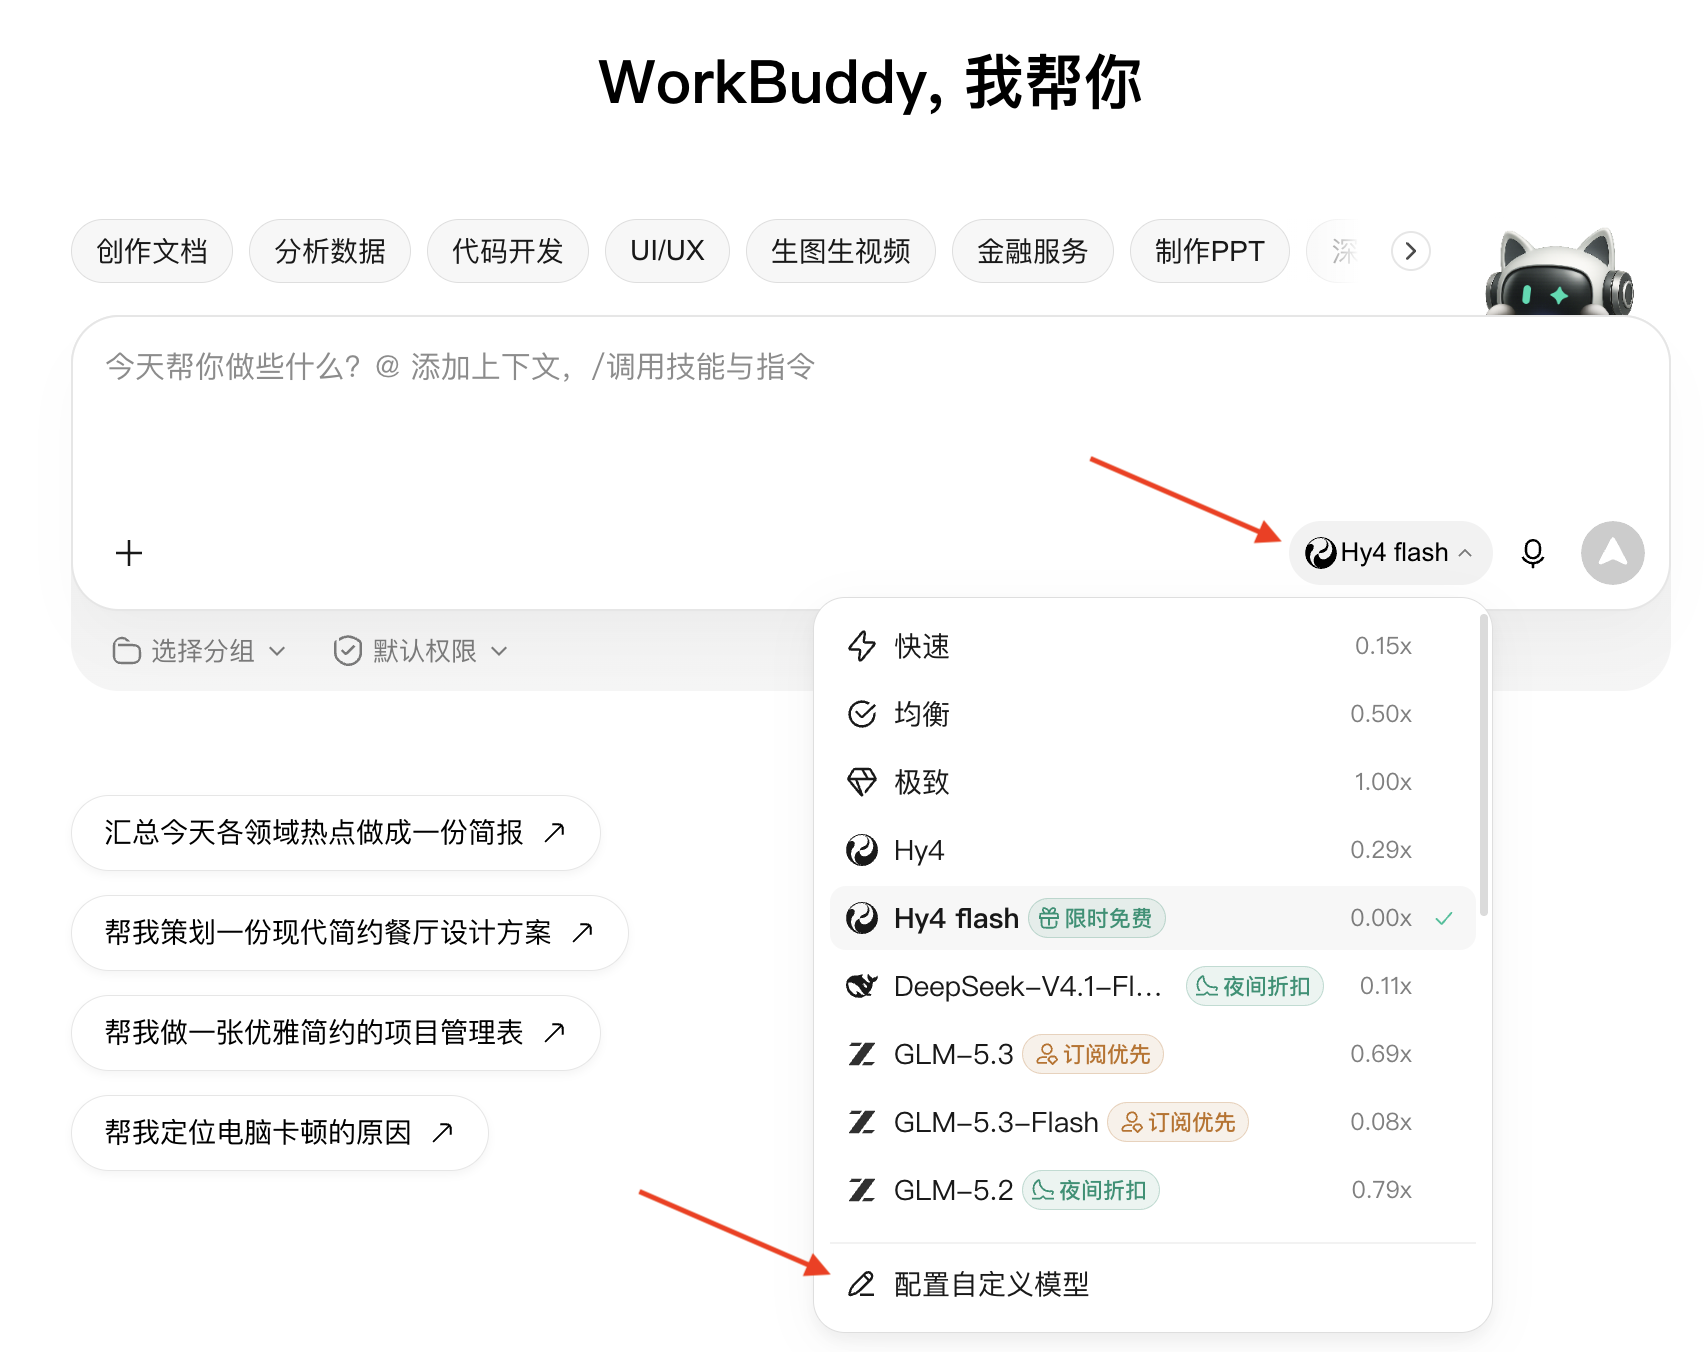 WorkBuddy, 我帮你
创作文档
分析数据
代码开发
UI/UX
生图生视频
金融服务
制作PPT
深
今天帮你做些什么？@ 添加上下文，/调用技能与指令
Hy4 flash
选择分组
默认权限
快速 0.15x
均衡 0.50x
极致 1.00x
Hy4 0.29x
Hy4 flash 限时免费 0.00x
DeepSeek-V4.1-Fl... 夜间折扣 0.11x
GLM-5.3 订阅优先 0.69x
GLM-5.3-Flash 订阅优先 0.08x
GLM-5.2 夜间折扣 0.79x
配置自定义模型
汇总今天各领域热点做成一份简报
帮我策划一份现代简约餐厅设计方案
帮我做一张优雅简约的项目管理表
帮我定位电脑卡顿的原因